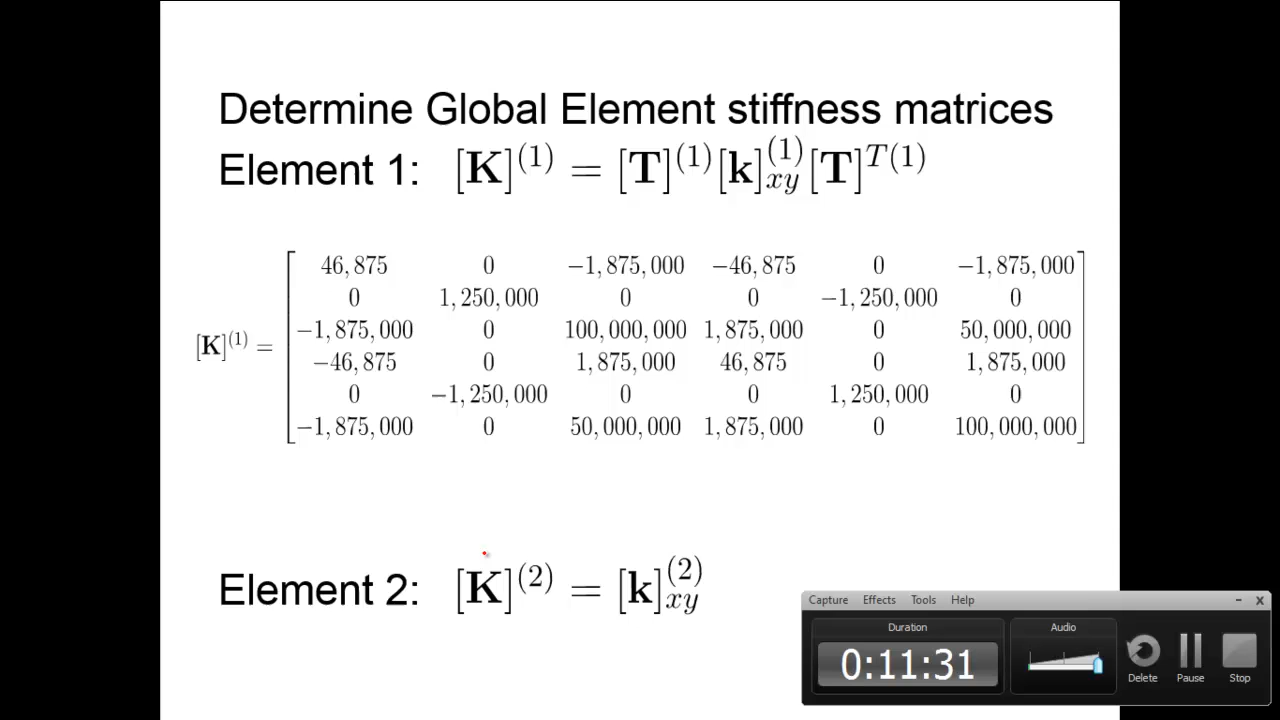 Determine Global Element stiffness matrices
Element 1: [K]^(1) = [T]^(1)[k]_xy^(1)[T]^T(1)
46,875 0 −1,875,000 −46,875 0 −1,875,000
0 1,250,000 0 0 −1,250,000 0
−1,875,000 0 100,000,000 1,875,000 0 50,000,000
[K]^(1) =
−46,875 0 1,875,000 46,875 0 1,875,000
0 −1,250,000 0 0 1,250,000 0
−1,875,000 0 50,000,000 1,875,000 0 100,000,000
Element 2: [K]^(2) = [k]_xy^(2)
Capture Effects Tools Help
Duration Audio
0:11:31
Delete Pause Stop